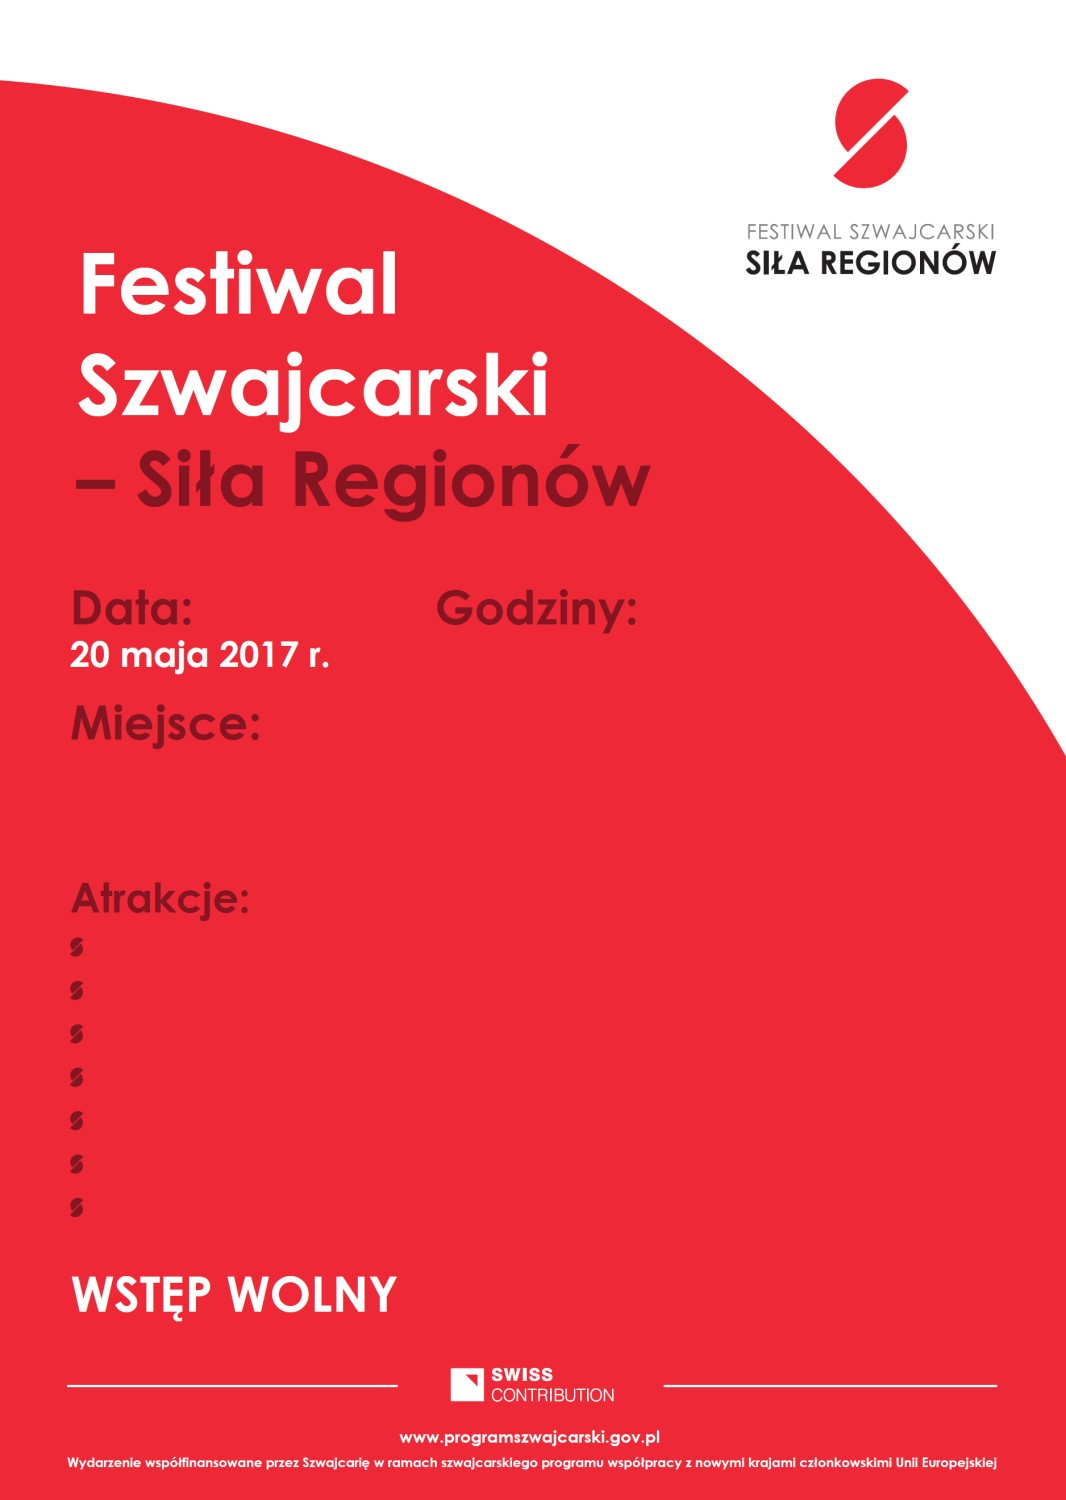 FESTIWAL SZWAJCARSKI
SIŁA REGIONÓW
Festiwal
Szwajcarski
– Siła Regionów
Data:
Godziny:
20 maja 2017 r.
Miejsce:
Atrakcje:
WSTĘP WOLNY
SWISS
CONTRIBUTION
www.programszwajcarski.gov.pl
Wydarzenie współfinansowane przez Szwajcarię w ramach szwajcarskiego programu współpracy z nowymi krajami członkowskimi Unii Europejskiej